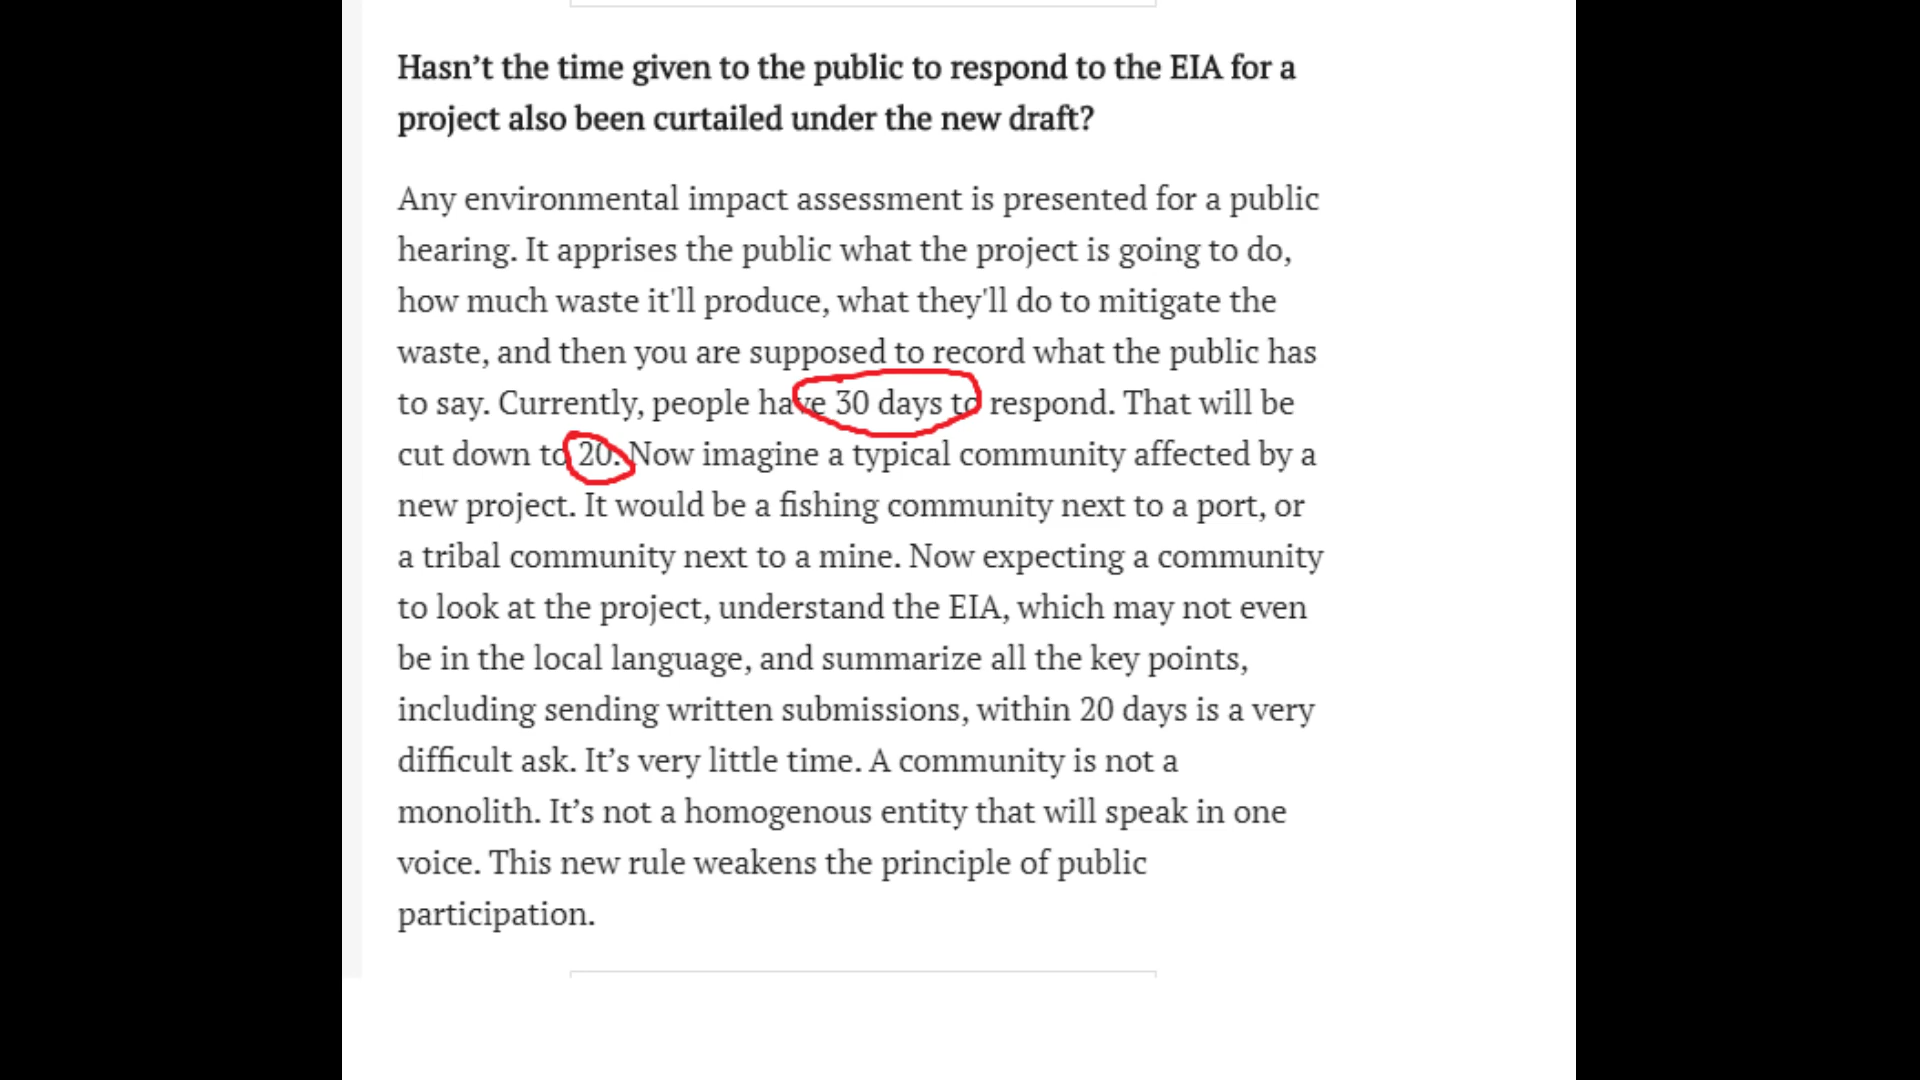 Hasn’t the time given to the public to respond to the EIA for a
project also been curtailed under the new draft?
Any environmental impact assessment is presented for a public
hearing. It apprises the public what the project is going to do,
how much waste it'll produce, what they'll do to mitigate the
waste, and then you are supposed to record what the public has
to say. Currently, people have 30 days to respond. That will be
cut down to 20. Now imagine a typical community affected by a
new project. It would be a fishing community next to a port, or
a tribal community next to a mine. Now expecting a community
to look at the project, understand the EIA, which may not even
be in the local language, and summarize all the key points,
including sending written submissions, within 20 days is a very
difficult ask. It’s very little time. A community is not a
monolith. It’s not a homogenous entity that will speak in one
voice. This new rule weakens the principle of public
participation.